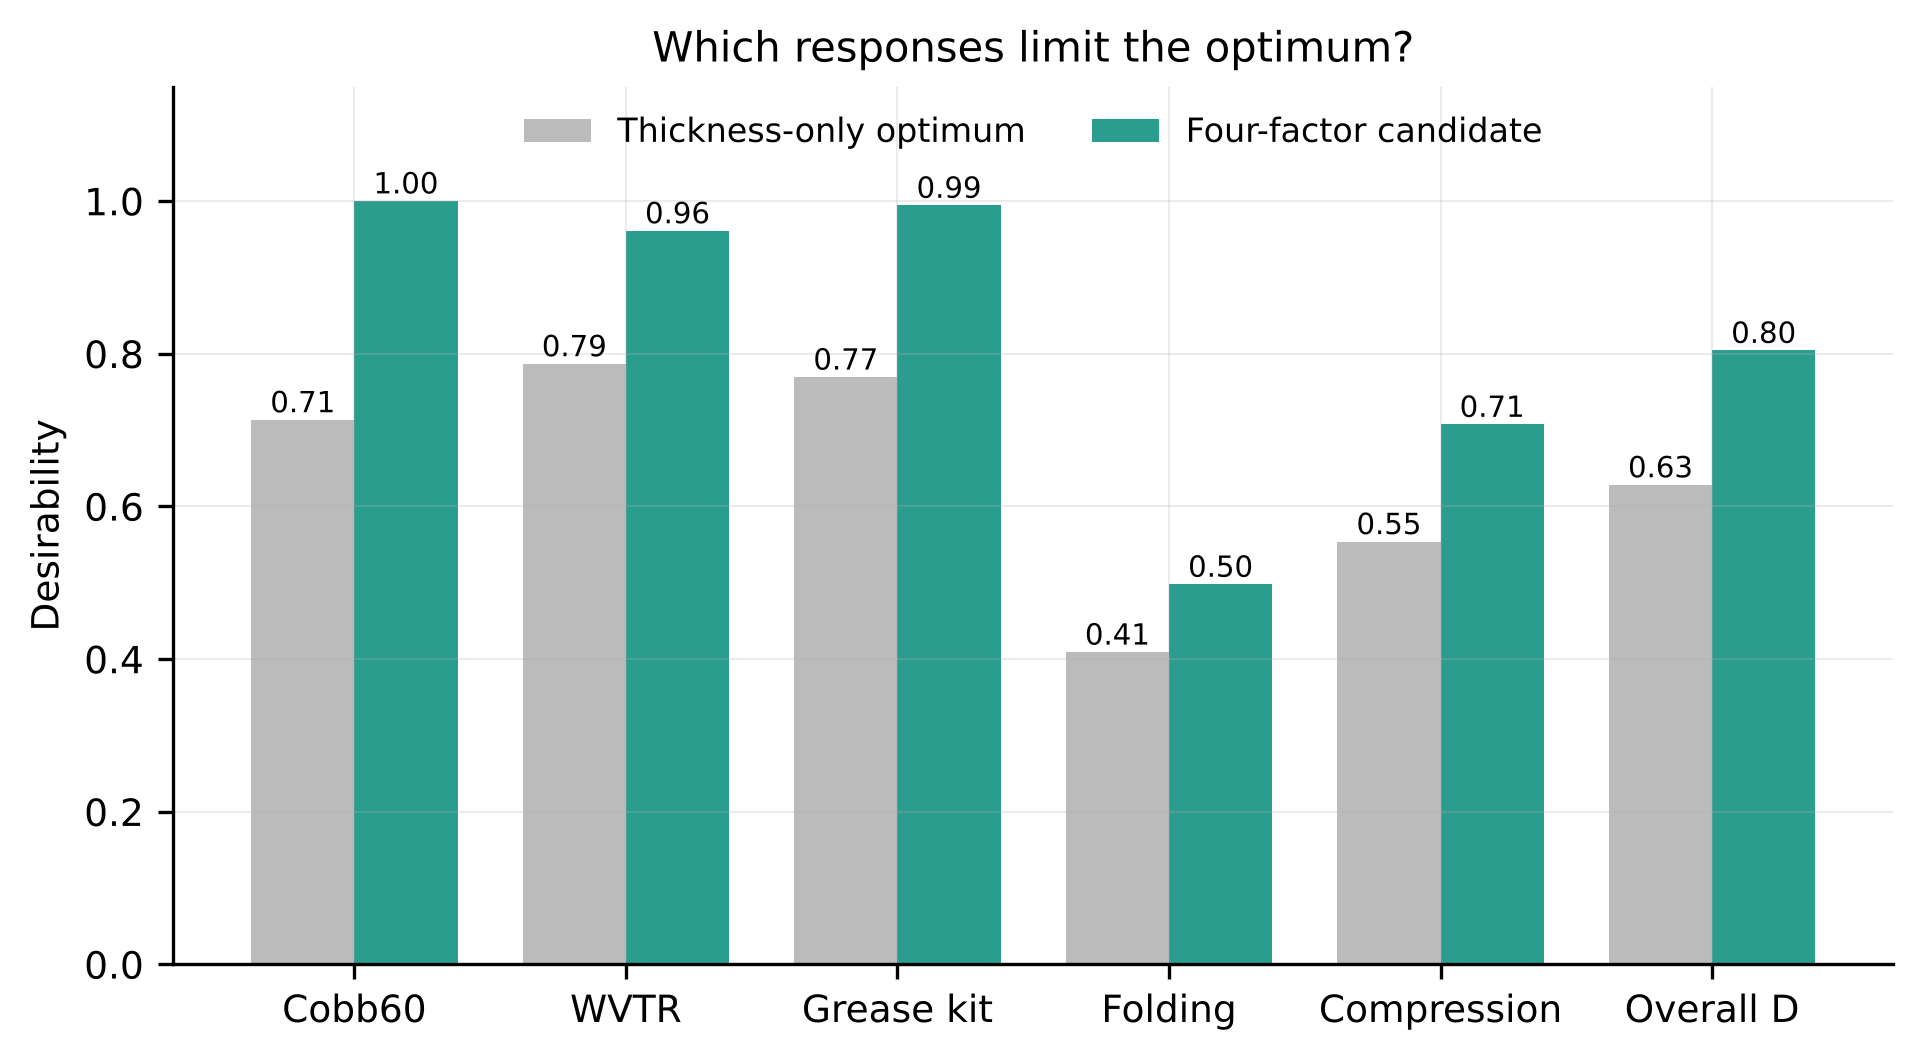 Which responses limit the optimum?
Thickness-only optimum
Four-factor candidate
Desirability
1.0
0.8
0.6
0.4
0.2
0.0
0.71
1.00
0.79
0.96
0.77
0.99
0.41
0.50
0.55
0.71
0.63
0.80
Cobb60
WVTR
Grease kit
Folding
Compression
Overall D